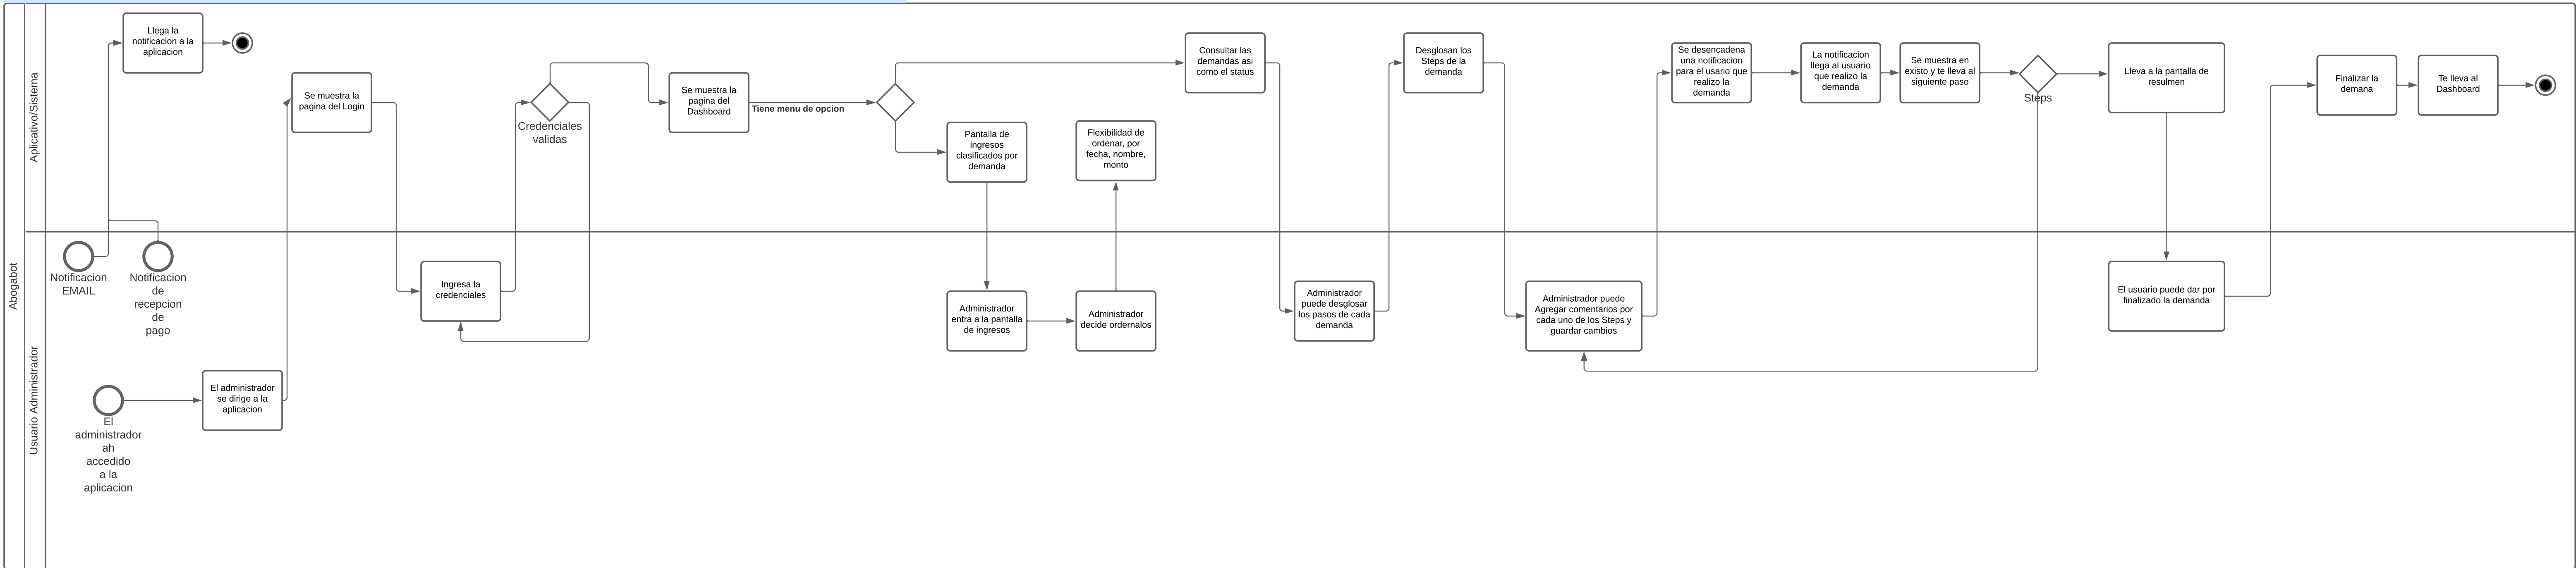 Abogabot
Aplicativo/Sistema
Usuario Administrador
Llega la
notificacion a la
aplicacion
Se muestra la
pagina del Login
Credenciales
validas
Se muestra la
pagina del
Dashboard
Tiene menu de opcion
Pantalla de
ingresos
clasificados por
demanda
Flexibilidad de
ordenar, por
fecha, nombre,
monto
Consultar las
demandas asi
como el status
Desglosan los
Steps de la
demanda
Se desencadena
una notificacion
para el usario que
realizo la
demanda
La notificacion
llega al usuario
que realizo la
demanda
Se muestra en
existo y te lleva al
siguiente paso
Steps
Lleva a la pantalla de
resulmen
Finalizar la
demana
Te lleva al
Dashboard
Notificacion
EMAIL
Notificacion
de
recepcion
de
pago
Ingresa la
credenciales
Administrador
entra a la pantalla
de ingresos
Administrador
decide ordernalos
Administrador
puede desglosar
los pasos de cada
demanda
Administrador puede
Agregar comentarios por
cada uno de los Steps y
guardar cambios
El usuario puede dar por
finalizado la demanda
El
administrador
ah
accedido
a la
aplicacion
El administrador
se dirige a la
aplicacion